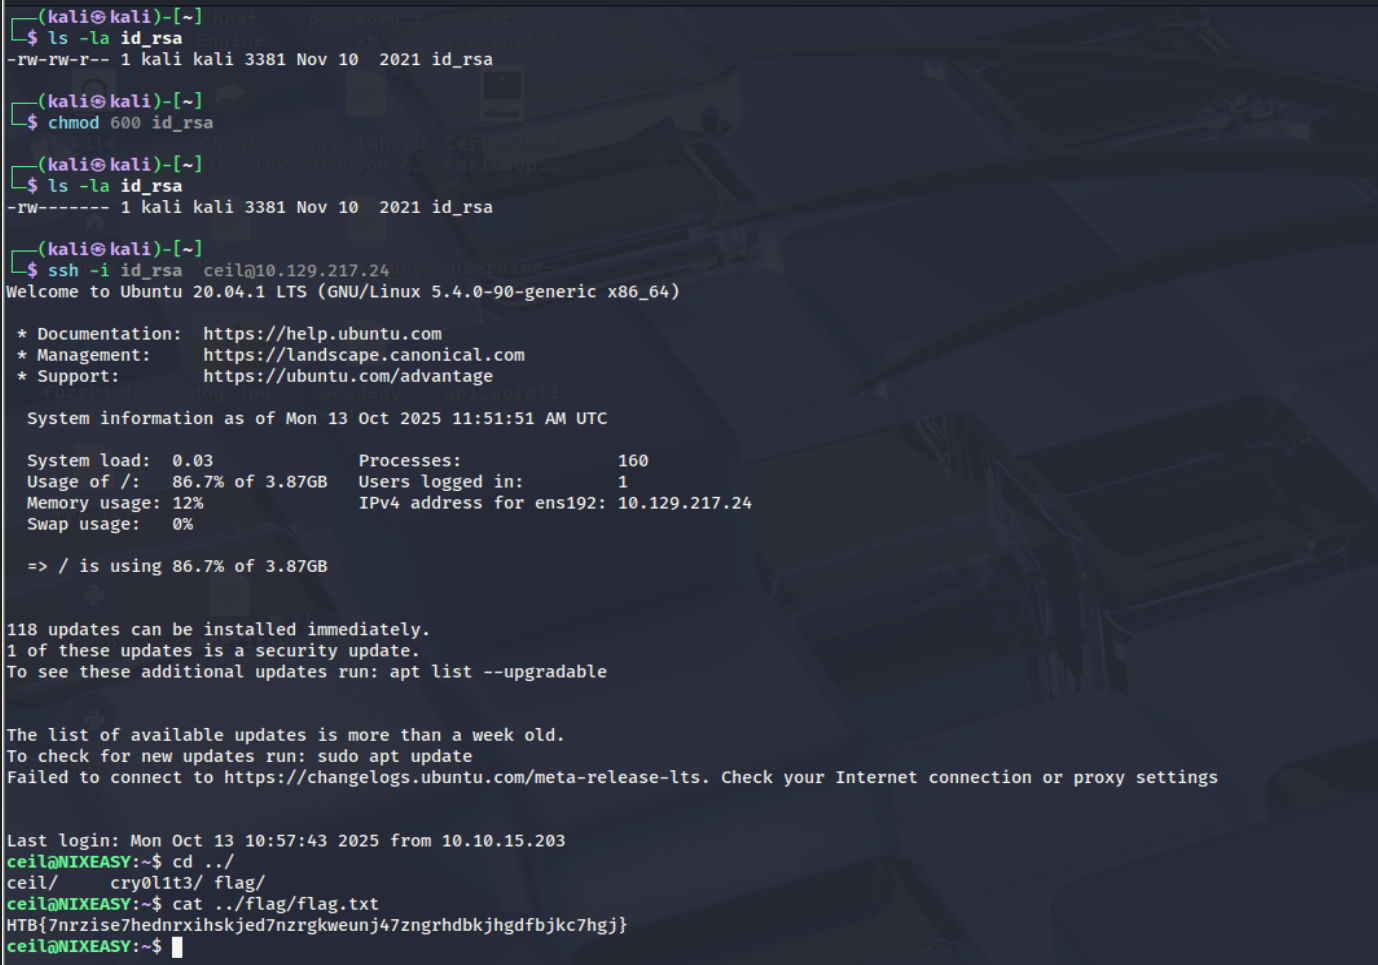 ┌──(kali㉿kali)-[~]
└─$ ls -la id_rsa
-rw-rw-r-- 1 kali kali 3381 Nov 10  2021 id_rsa
┌──(kali㉿kali)-[~]
└─$ chmod 600 id_rsa
┌──(kali㉿kali)-[~]
└─$ ls -la id_rsa
-rw------- 1 kali kali 3381 Nov 10  2021 id_rsa
┌──(kali㉿kali)-[~]
└─$ ssh -i id_rsa  ceil@10.129.217.24
Welcome to Ubuntu 20.04.1 LTS (GNU/Linux 5.4.0-90-generic x86_64)
 * Documentation:  https://help.ubuntu.com
 * Management:     https://landscape.canonical.com
 * Support:        https://ubuntu.com/advantage
  System information as of Mon 13 Oct 2025 11:51:51 AM UTC
  System load:  0.03              Processes:               160
  Usage of /:   86.7% of 3.87GB   Users logged in:         1
  Memory usage: 12%               IPv4 address for ens192: 10.129.217.24
  Swap usage:   0%
  => / is using 86.7% of 3.87GB
118 updates can be installed immediately.
1 of these updates is a security update.
To see these additional updates run: apt list --upgradable
The list of available updates is more than a week old.
To check for new updates run: sudo apt update
Failed to connect to https://changelogs.ubuntu.com/meta-release-lts. Check your Internet connection or proxy settings
Last login: Mon Oct 13 10:57:43 2025 from 10.10.15.203
ceil@NIXEASY:~$ cd ../
ceil/     cry0l1t3/ flag/
ceil@NIXEASY:~$ cat ../flag/flag.txt
HTB{7nrzise7hednrxihskjed7nzrgkweunj47zngrhdbkjhgdfbjkc7hgj}
ceil@NIXEASY:~$